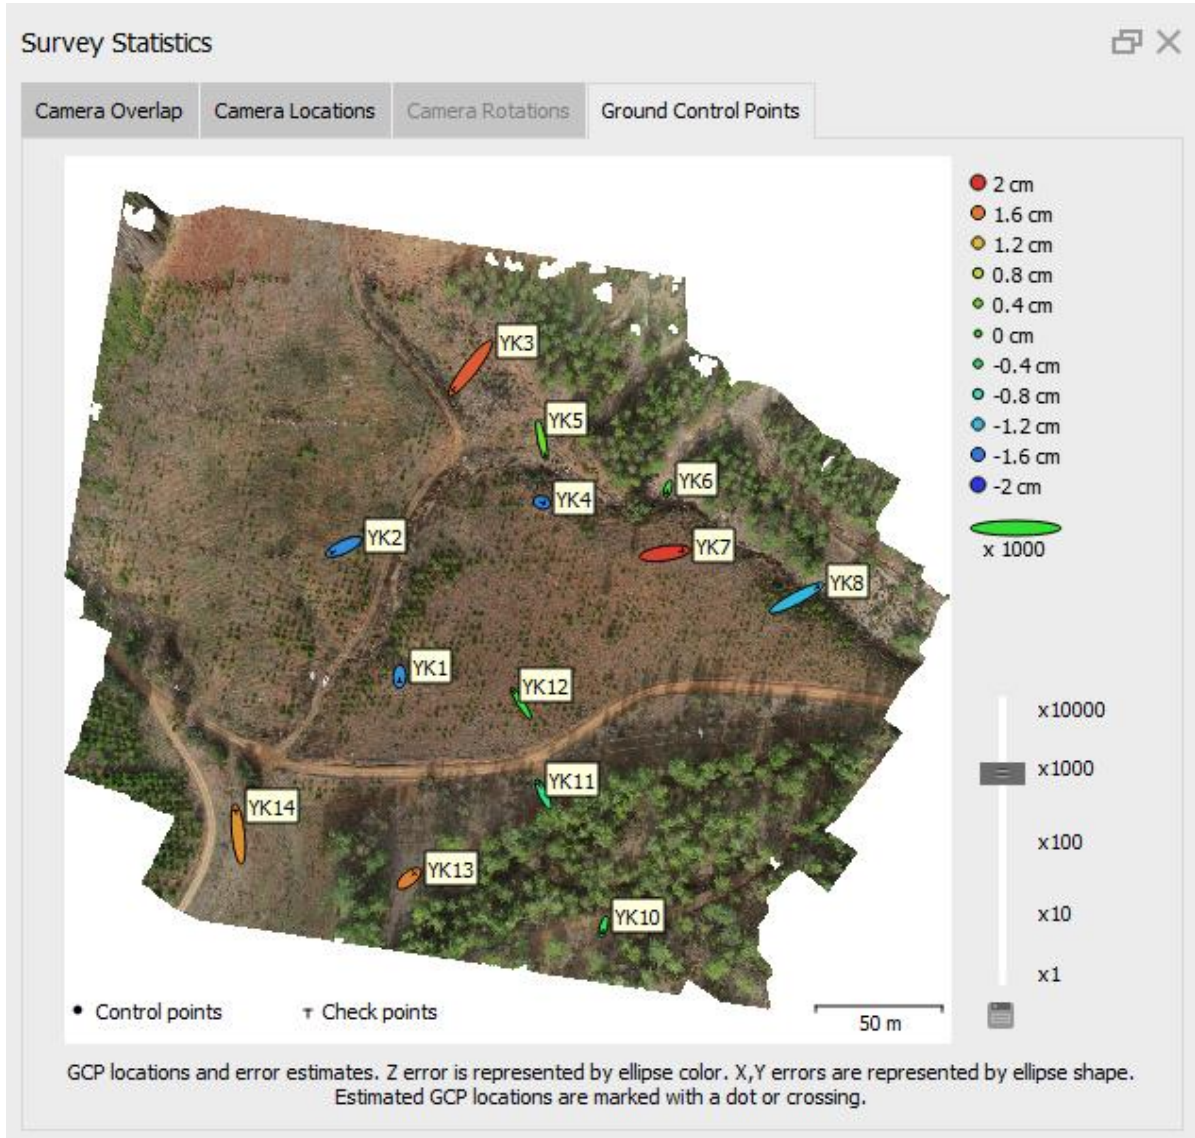 Survey Statistics
Camera Overlap
Camera Locations
Camera Rotations
Ground Control Points
2 cm
1.6 cm
1.2 cm
0.8 cm
0.4 cm
0 cm
-0.4 cm
-0.8 cm
-1.2 cm
-1.6 cm
-2 cm
x 1000
YK3
YK5
YK6
YK4
YK2
YK7
YK8
YK1
YK12
YK11
YK14
YK13
YK10
x10000
x1000
x100
x10
x1
Control points
Check points
50 m
GCP locations and error estimates. Z error is represented by ellipse color. X,Y errors are represented by ellipse shape.
Estimated GCP locations are marked with a dot or crossing.